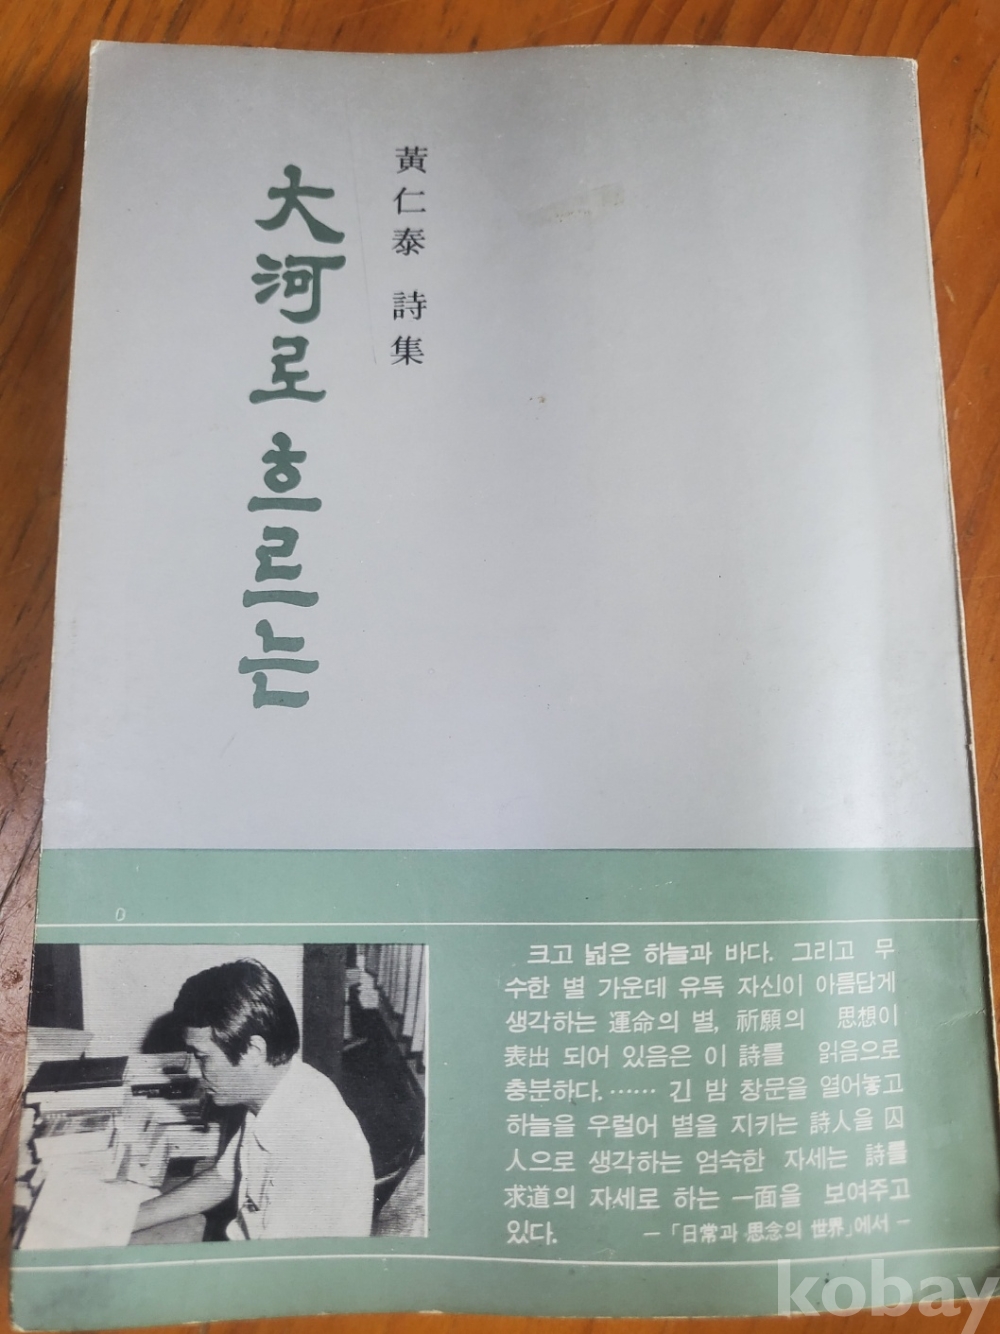 黃仁泰 詩集
大河로 흐르는
크고 넓은 하늘과 바다. 그리고 무
수한 별 가운데 유독 자신이 아름답게
생각하는 運命의 별, 祈願의 思想이
表出 되어 있음은 이 詩를 읽음으로
충분하다. …… 긴 밤 창문을 열어놓고
하늘을 우럴어 별을 지키는 詩人을 囚
人으로 생각하는 엄숙한 자세는 詩를
求道의 자세로 하는 一面을 보여주고
있다. ―「日常과 思念의 世界」에서―
kobay